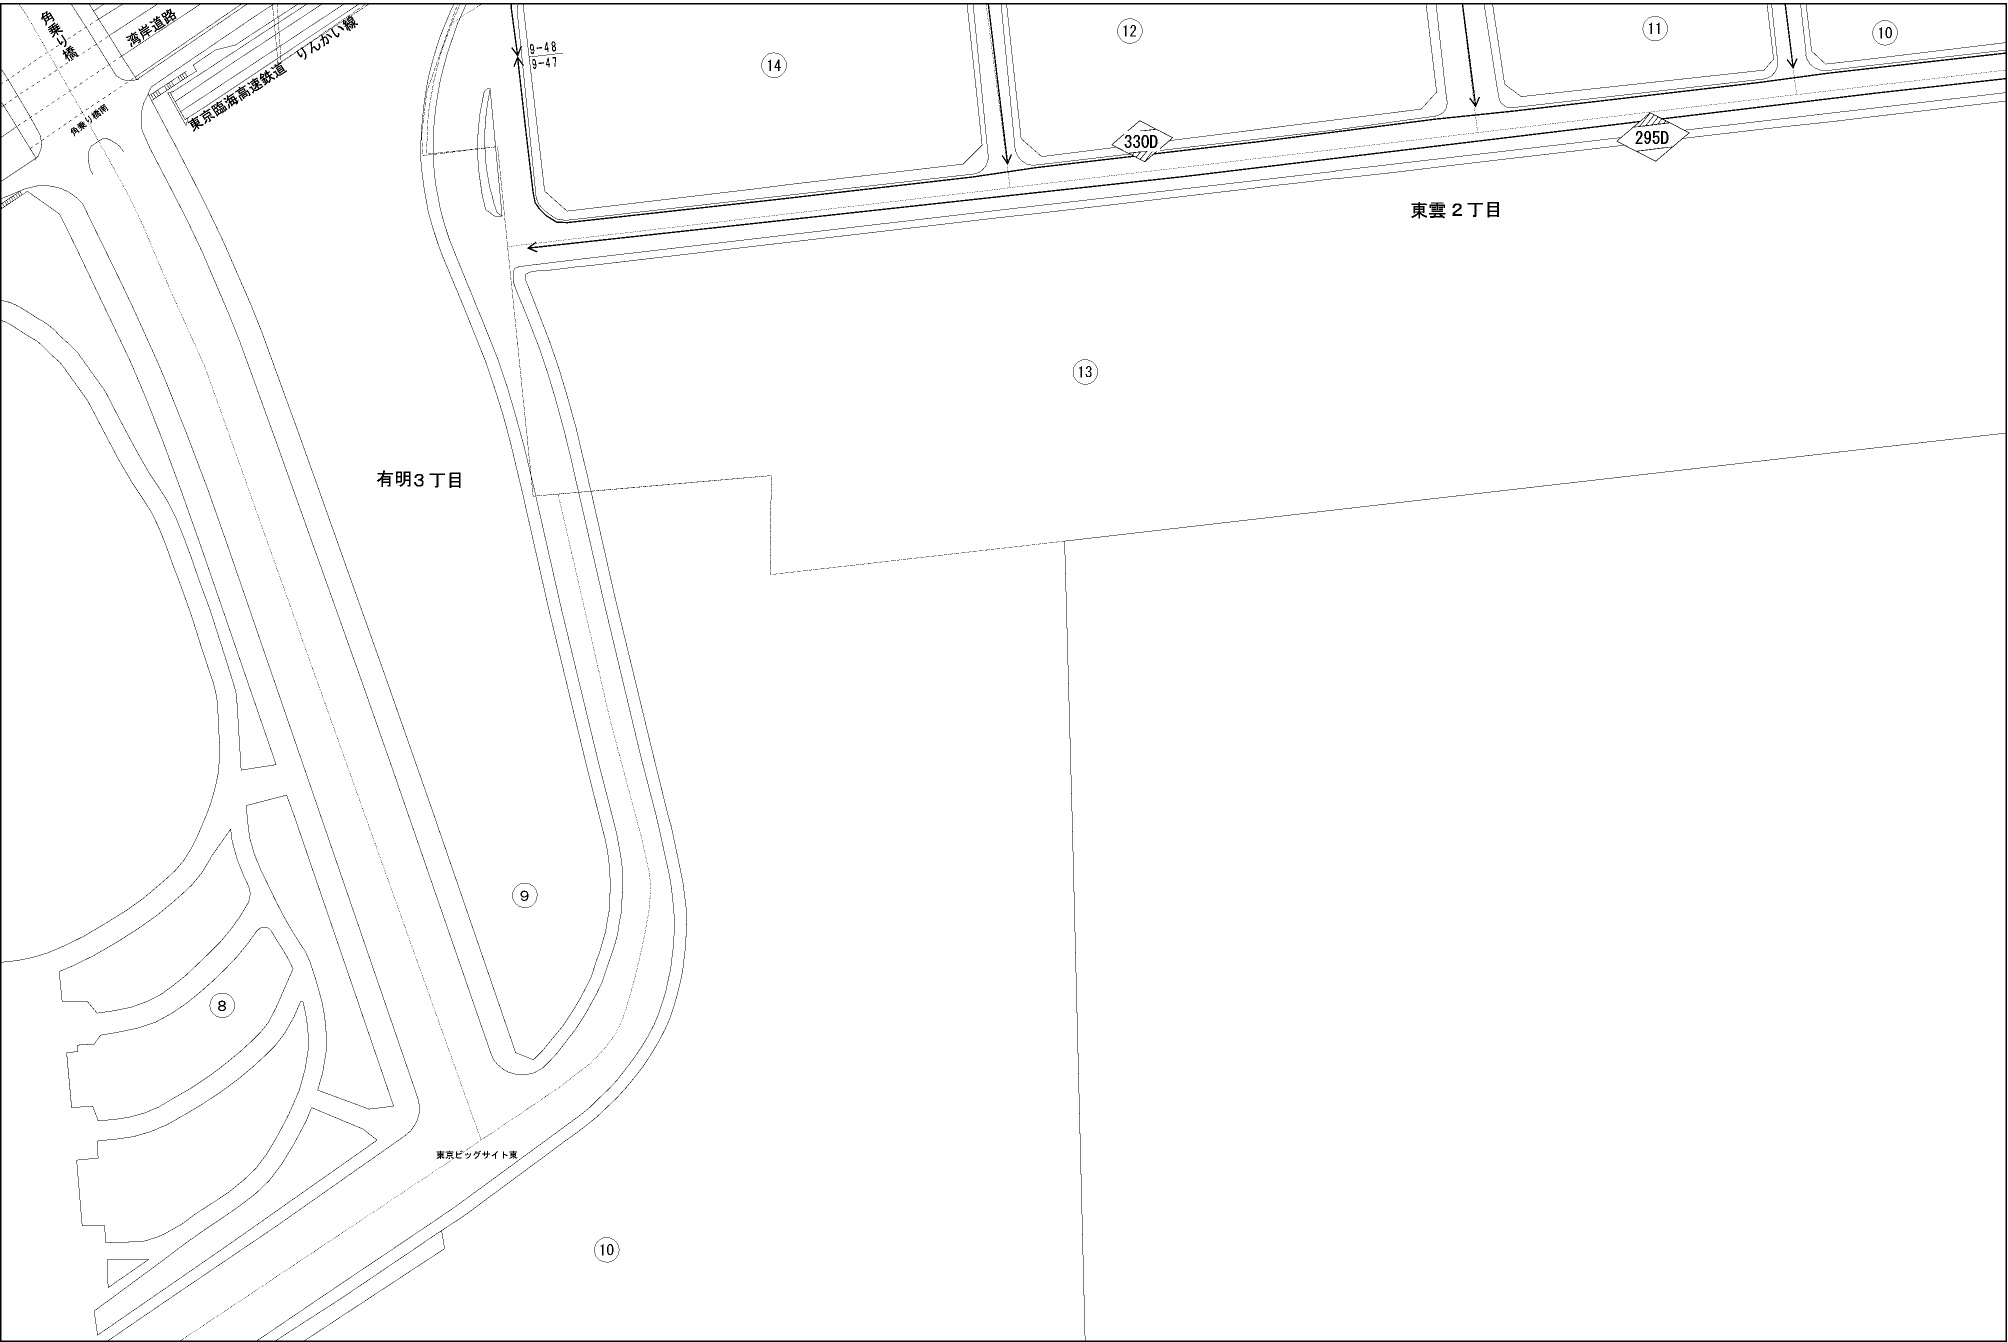 角乗り橋
湾岸道路
りんかい線
東京臨海高速鉄道
角乗り橋南
9-48
9-47
⑭
⑫
⑪
⑩
330D
295D
東雲2丁目
⑬
有明3丁目
⑨
⑧
東京ビッグサイト東
⑩